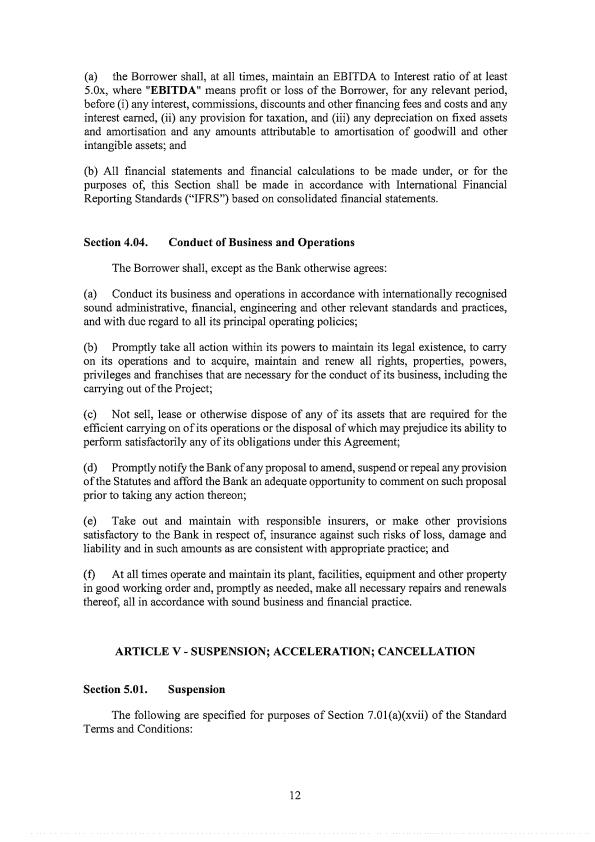 (a) the Borrower shall, at all times, maintain an EBITDA to Interest ratio of at least
5.0x, where "EBITDA" means profit or loss of the Borrower, for any relevant period,
before (i) any interest, commissions, discounts and other financing fees and costs and any
interest earned, (ii) any provision for taxation, and (iii) any depreciation on fixed assets
and amortisation and any amounts attributable to amortisation of goodwill and other
intangible assets; and
(b) All financial statements and financial calculations to be made under, or for the
purposes of, this Section shall be made in accordance with International Financial
Reporting Standards (“IFRS”) based on consolidated financial statements.
Section 4.04. Conduct of Business and Operations
The Borrower shall, except as the Bank otherwise agrees:
(a) Conduct its business and operations in accordance with internationally recognised
sound administrative, financial, engineering and other relevant standards and practices,
and with due regard to all its principal operating policies;
(b) Promptly take all action within its powers to maintain its legal existence, to carry
on its operations and to acquire, maintain and renew all rights, properties, powers,
privileges and franchises that are necessary for the conduct of its business, including the
carrying out of the Project;
(c) Not sell, lease or otherwise dispose of any of its assets that are required for the
efficient carrying on of its operations or the disposal of which may prejudice its ability to
perform satisfactorily any of its obligations under this Agreement;
(d) Promptly notify the Bank of any proposal to amend, suspend or repeal any provision
of the Statutes and afford the Bank an adequate opportunity to comment on such proposal
prior to taking any action thereon;
(e) Take out and maintain with responsible insurers, or make other provisions
satisfactory to the Bank in respect of, insurance against such risks of loss, damage and
liability and in such amounts as are consistent with appropriate practice; and
(f) At all times operate and maintain its plant, facilities, equipment and other property
in good working order and, promptly as needed, make all necessary repairs and renewals
thereof, all in accordance with sound business and financial practice.
ARTICLE V - SUSPENSION; ACCELERATION; CANCELLATION
Section 5.01. Suspension
The following are specified for purposes of Section 7.01(a)(xvii) of the Standard
Terms and Conditions:
12